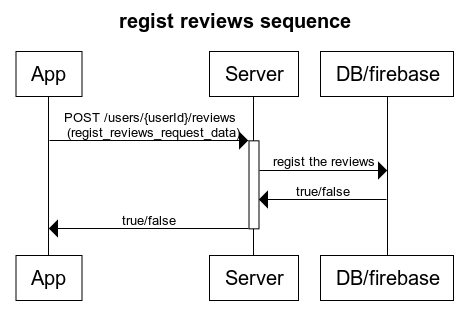 regist reviews sequence
App
Server
DB/firebase
POST /users/{userId}/reviews
(regist_reviews_request_data)
regist the reviews
true/false
true/false
App
Server
DB/firebase